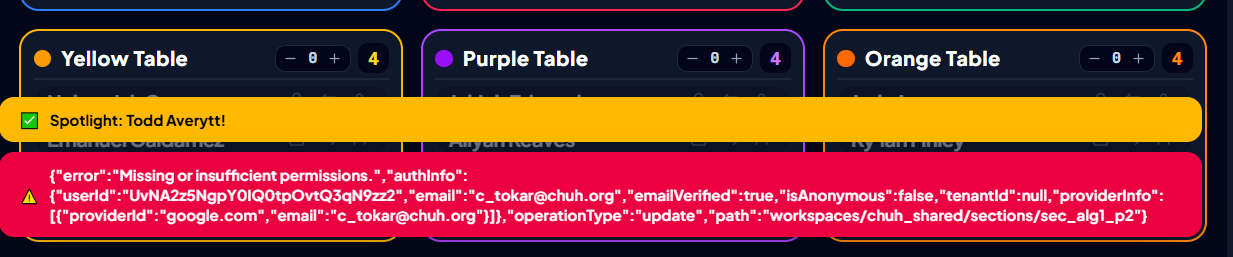 Yellow Table − 0 + 4
Purple Table − 0 + 4
Orange Table − 0 + 4
Spotlight: Todd Averytt!
{"error":"Missing or insufficient permissions.","authInfo":
{"userId":"UvNA2z5NgpY0IQ0tpOvtQ3qN9zz2","email":"c_tokar@chuh.org","emailVerified":true,"isAnonymous":false,"tenantId":null,"providerInfo":
[{"providerId":"google.com","email":"c_tokar@chuh.org"}]},"operationType":"update","path":"workspaces/chuh_shared/sections/sec_alg1_p2"}